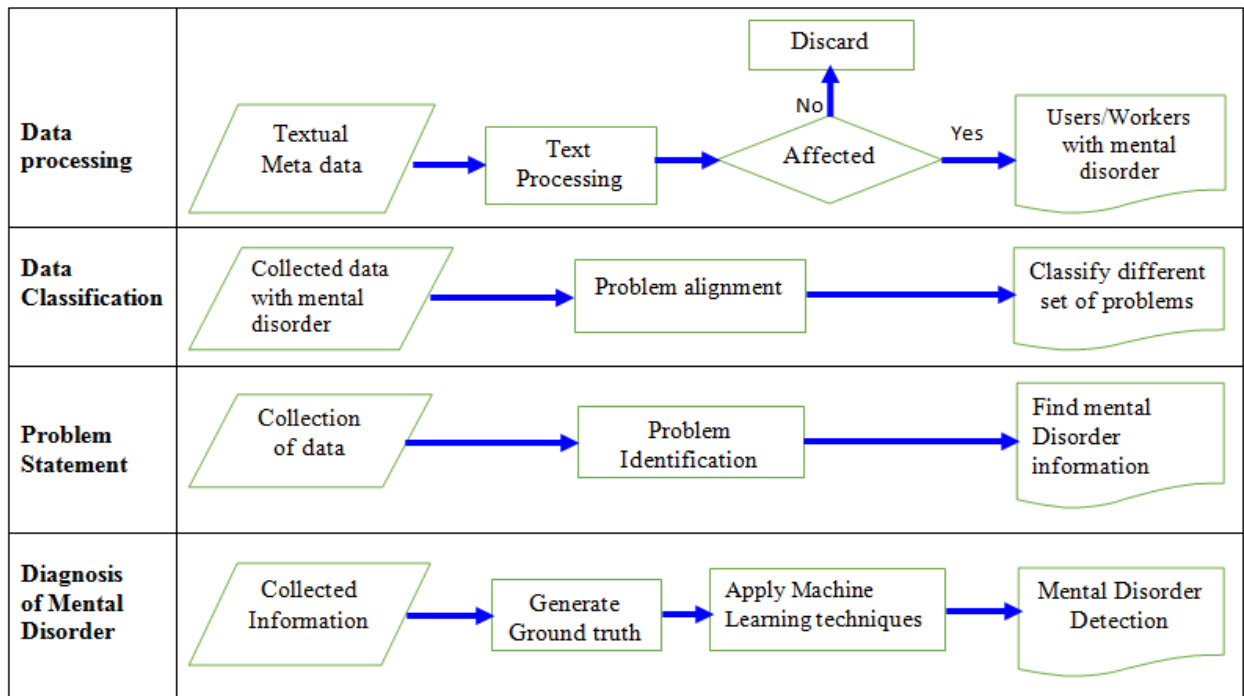 Data
processing
Textual
Meta data
Text
Processing
Discard
No
Affected
Yes
Users/Workers
with mental
disorder
Data
Classification
Collected data
with mental
disorder
Problem alignment
Classify different
set of problems
Problem
Statement
Collection
of data
Problem
Identification
Find mental
Disorder
information
Diagnosis
of Mental
Disorder
Collected
Information
Generate
Ground truth
Apply Machine
Learning techniques
Mental Disorder
Detection